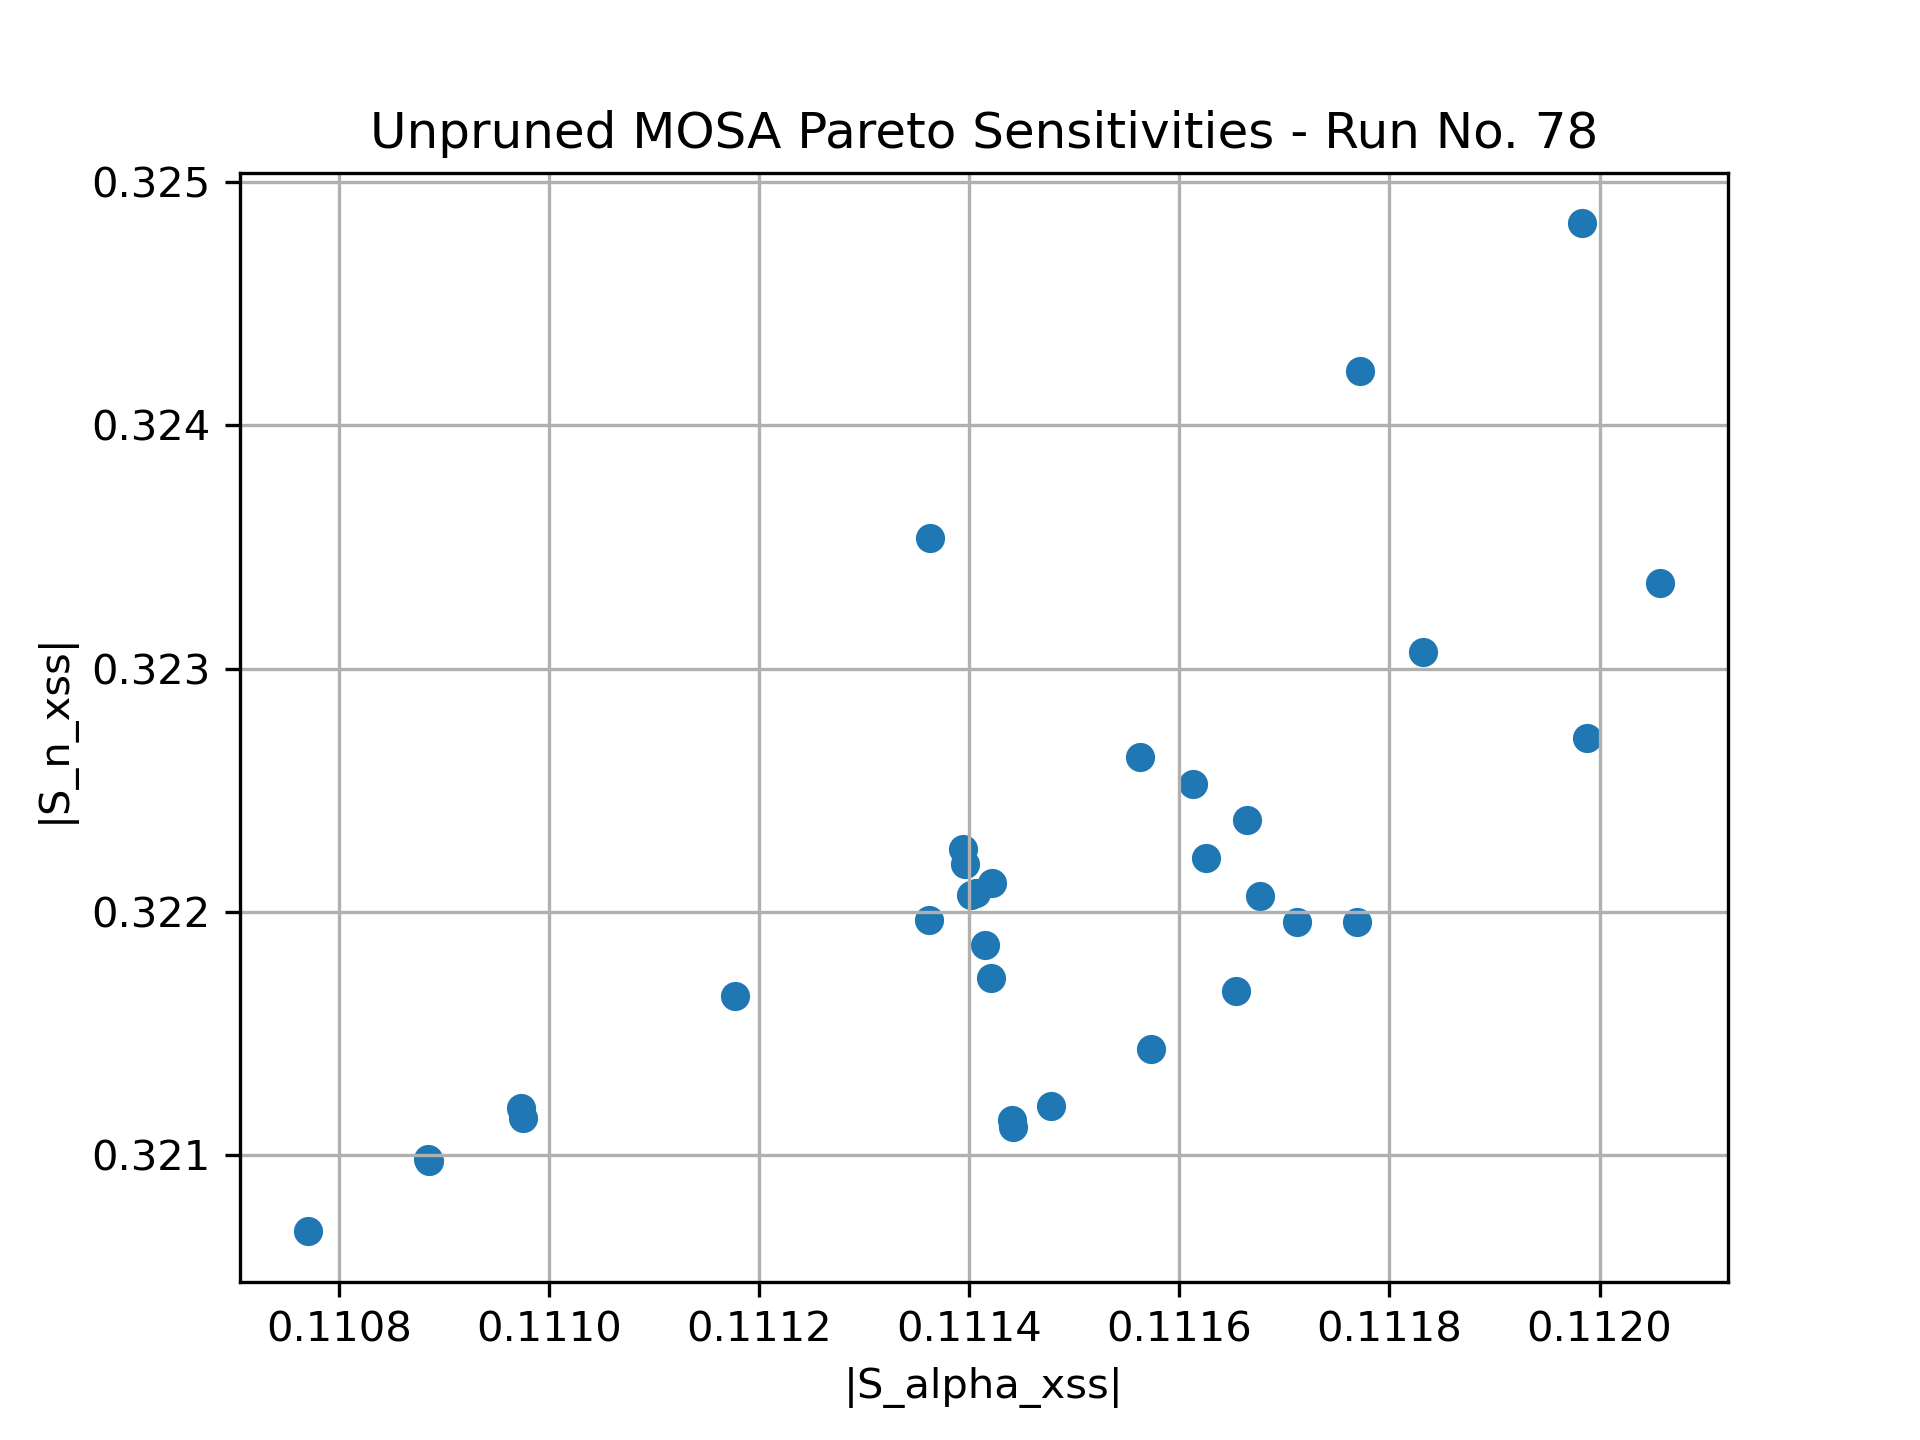 Unpruned MOSA Pareto Sensitivities - Run No. 78
0.325
0.324
0.323
0.322
0.321
|S_n_xss|
0.1108 0.1110 0.1112 0.1114 0.1116 0.1118 0.1120
|S_alpha_xss|